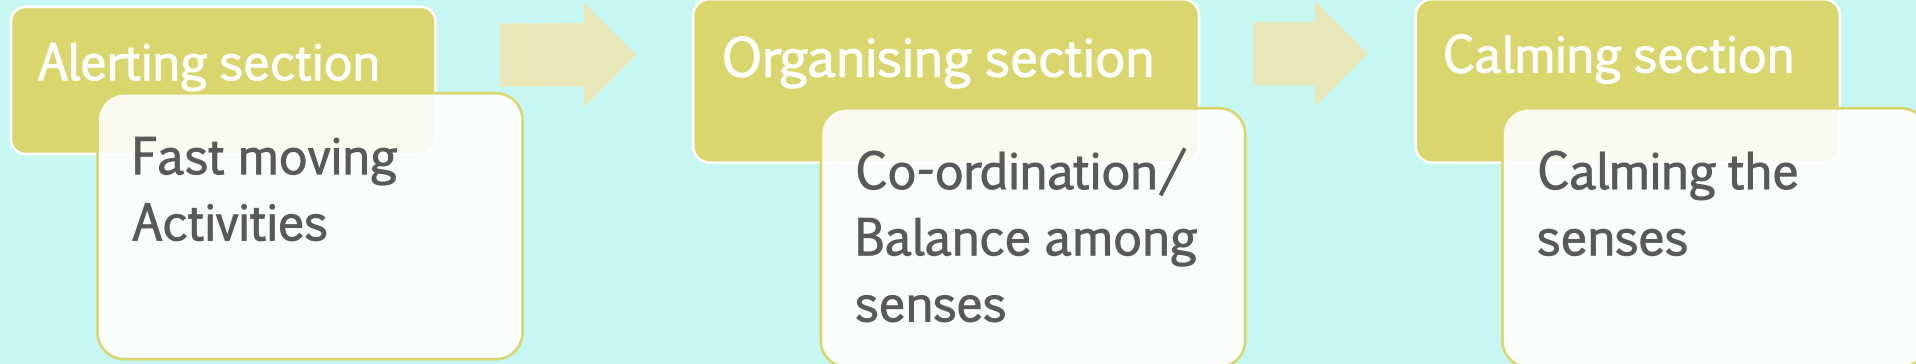 Alerting section
Fast moving
Activities
Organising section
Co-ordination/
Balance among
senses
Calming section
Calming the
senses